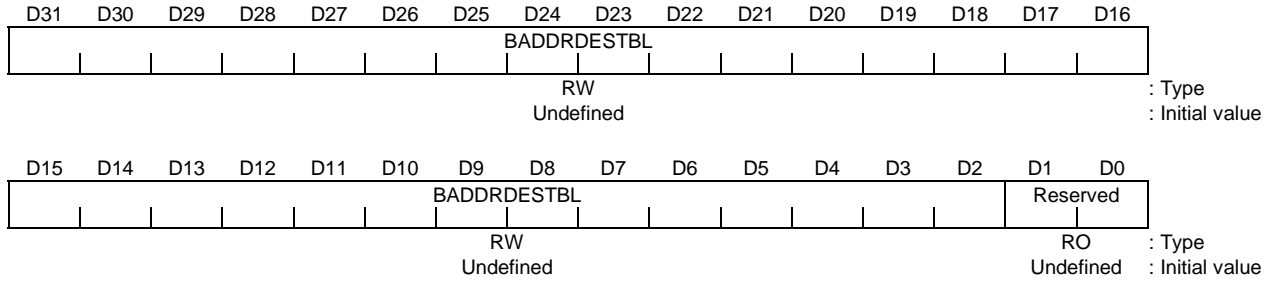 D31 D30 D29 D28 D27 D26 D25 D24 D23 D22 D21 D20 D19 D18 D17 D16
BADDRDESTBL
RW : Type
Undefined : Initial value
D15 D14 D13 D12 D11 D10 D9 D8 D7 D6 D5 D4 D3 D2 D1 D0
BADDRDESTBL Reserved
RW RO : Type
Undefined Undefined : Initial value